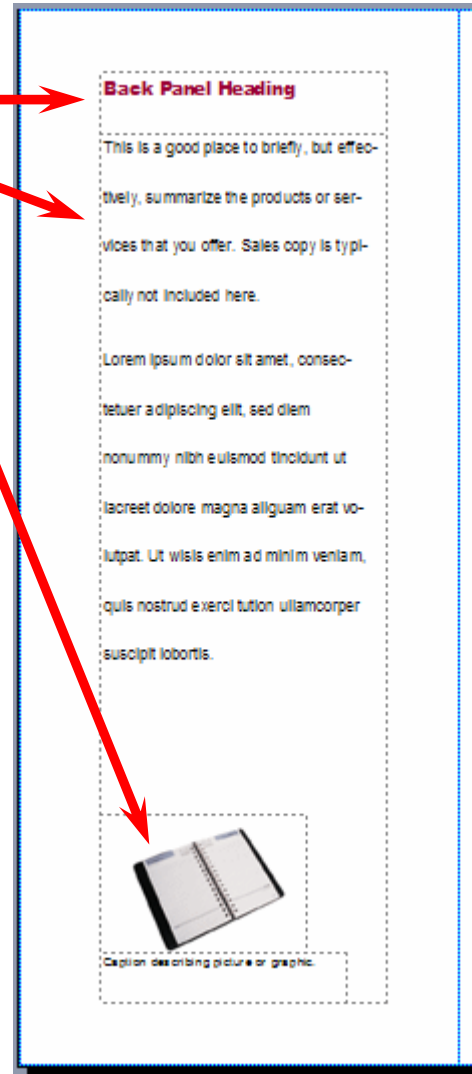 Back Panel Heading
This is a good place to briefly, but effec-
tively, summarize the products or ser-
vices that you offer. Sales copy is typi-
cally not included here.
Lorem ipsum dolor sit amet, consec-
tetuer adipiscing elit, sed diem
nonummy nibh euismod tincidunt ut
lacreet dolore magna aliguam erat vo-
lutpat. Ut wisis enim ad minim veniam,
quis nostrud exerci tution ullamcorper
suscipit lobortis.
Caption describing picture or graphic.